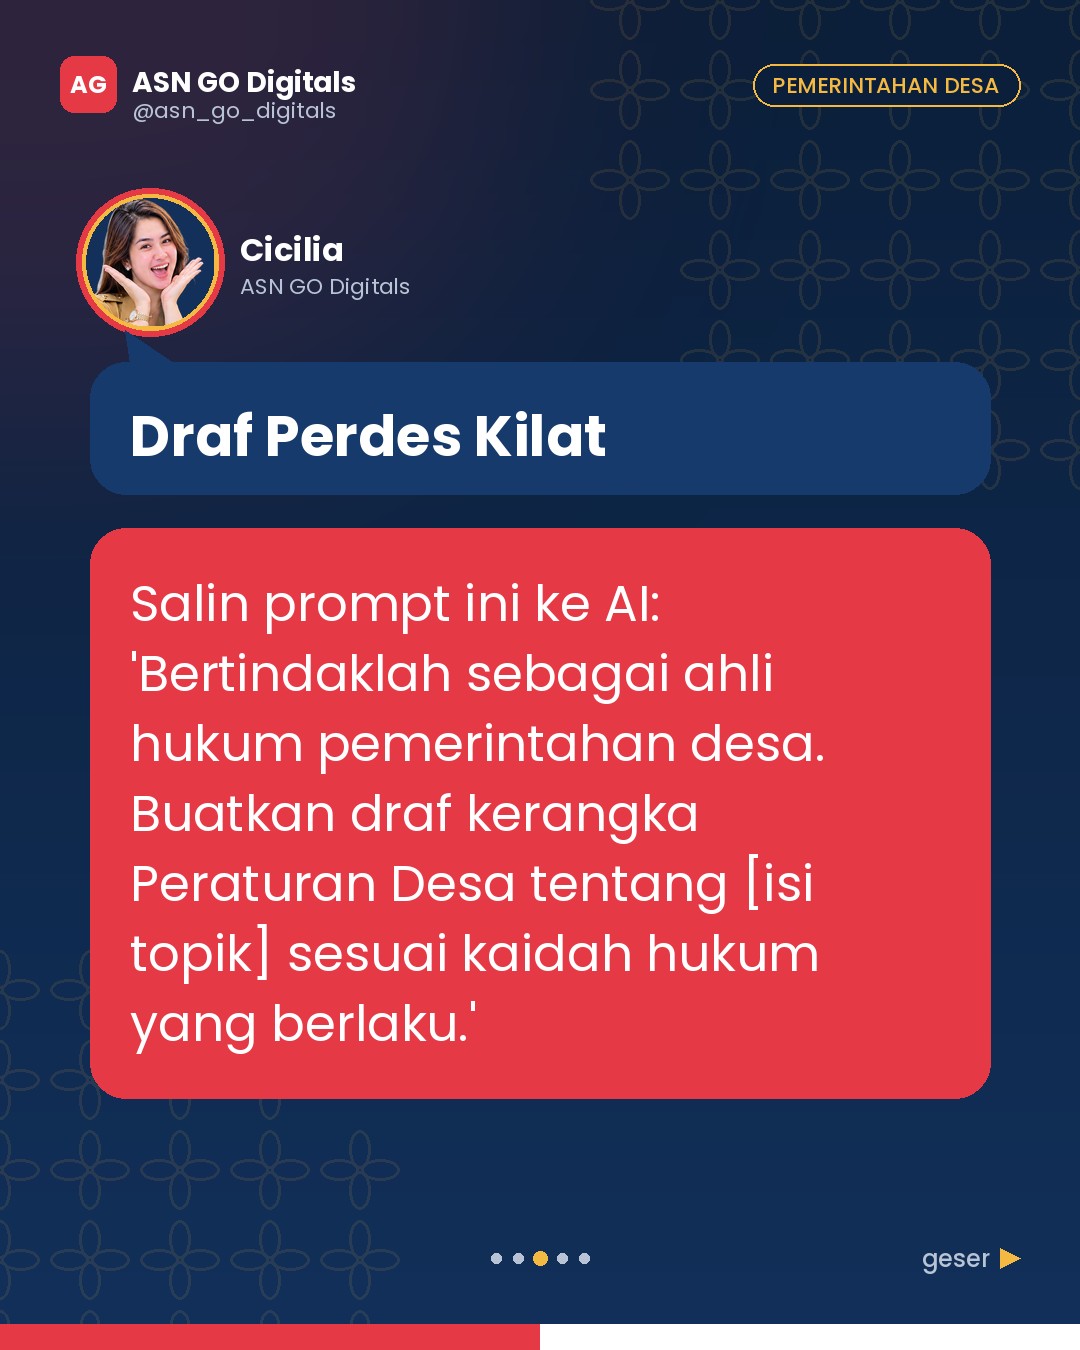 AG
ASN GO Digitals
@asn_go_digitals
PEMERINTAHAN DESA
Cicilia
ASN GO Digitals
Draf Perdes Kilat
Salin prompt ini ke AI:
'Bertindaklah sebagai ahli
hukum pemerintahan desa.
Buatkan draf kerangka
Peraturan Desa tentang [isi
topik] sesuai kaidah hukum
yang berlaku.'
geser